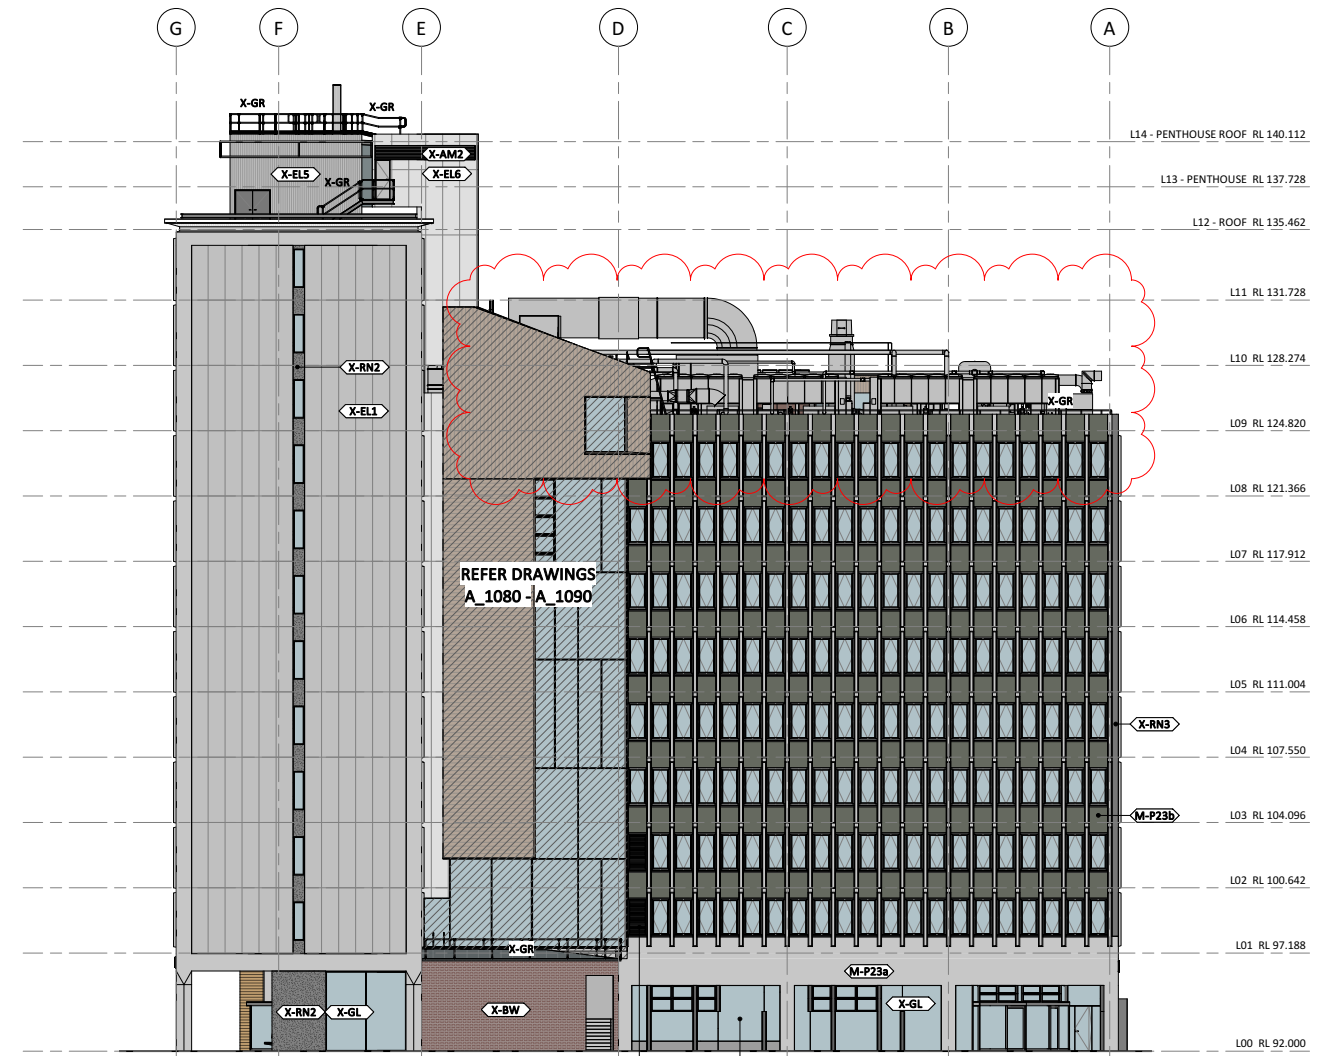 G F E D C B A
X-GR
X-GR
L14 - PENTHOUSE ROOF RL 140.112
X-AM2
X-EL5
X-EL6
X-GR
L13 - PENTHOUSE RL 137.728
L12 - ROOF RL 135.462
L11 RL 131.728
X-RN2
L10 RL 128.274
X-EL1
X-GR
L09 RL 124.820
L08 RL 121.366
L07 RL 117.912
REFER DRAWINGS
A_1080 - A_1090
L06 RL 114.458
L05 RL 111.004
X-RN3
L04 RL 107.550
M-P23b
L03 RL 104.096
L02 RL 100.642
X-GR
L01 RL 97.188
M-P23a
X-RN2
X-GL
X-BW
X-GL
L00 RL 92.000